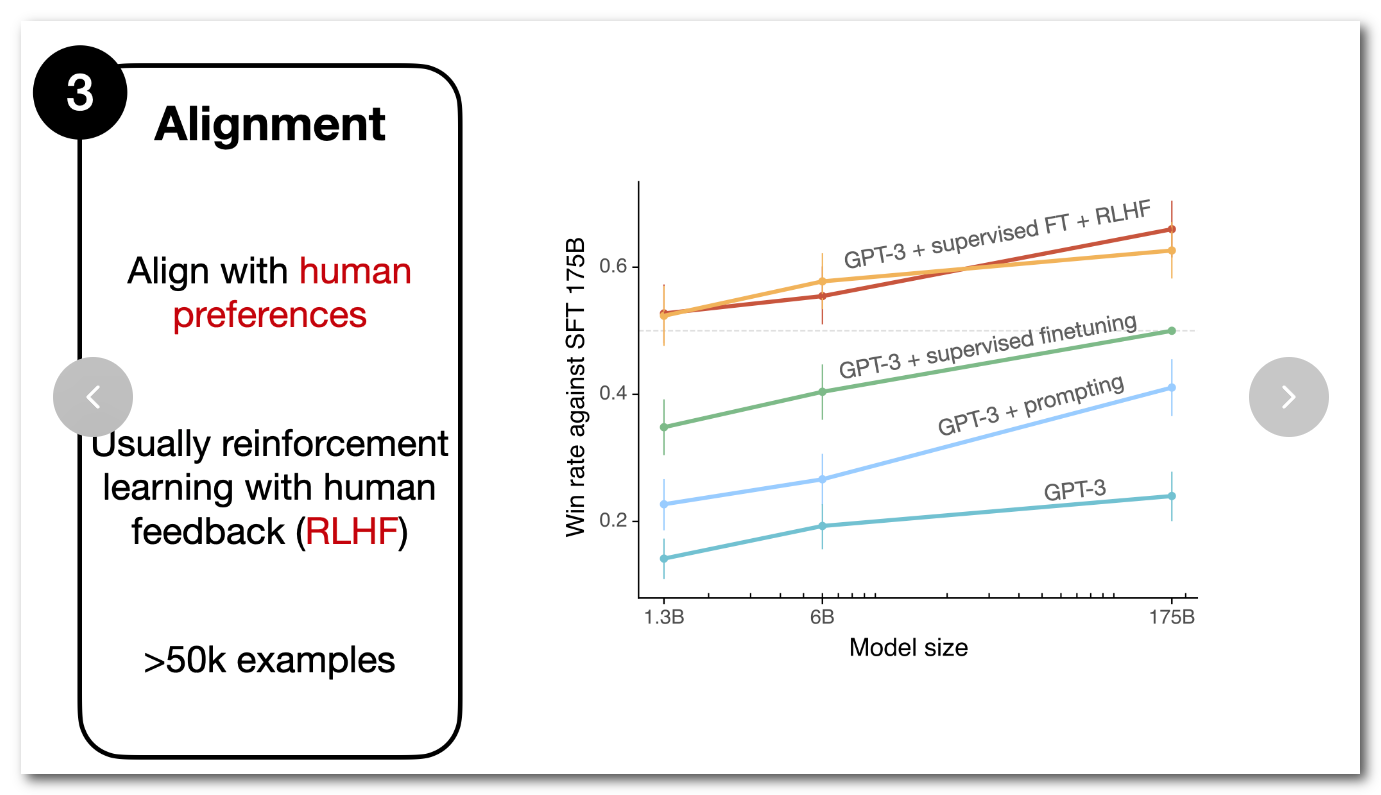 3
Alignment
Align with human
preferences
Usually reinforcement
learning with human
feedback (RLHF)
>50k examples
Win rate against SFT 175B
0.6
0.4
0.2
GPT-3 + supervised FT + RLHF
GPT-3 + supervised finetuning
GPT-3 + prompting
GPT-3
1.3B
6B
175B
Model size